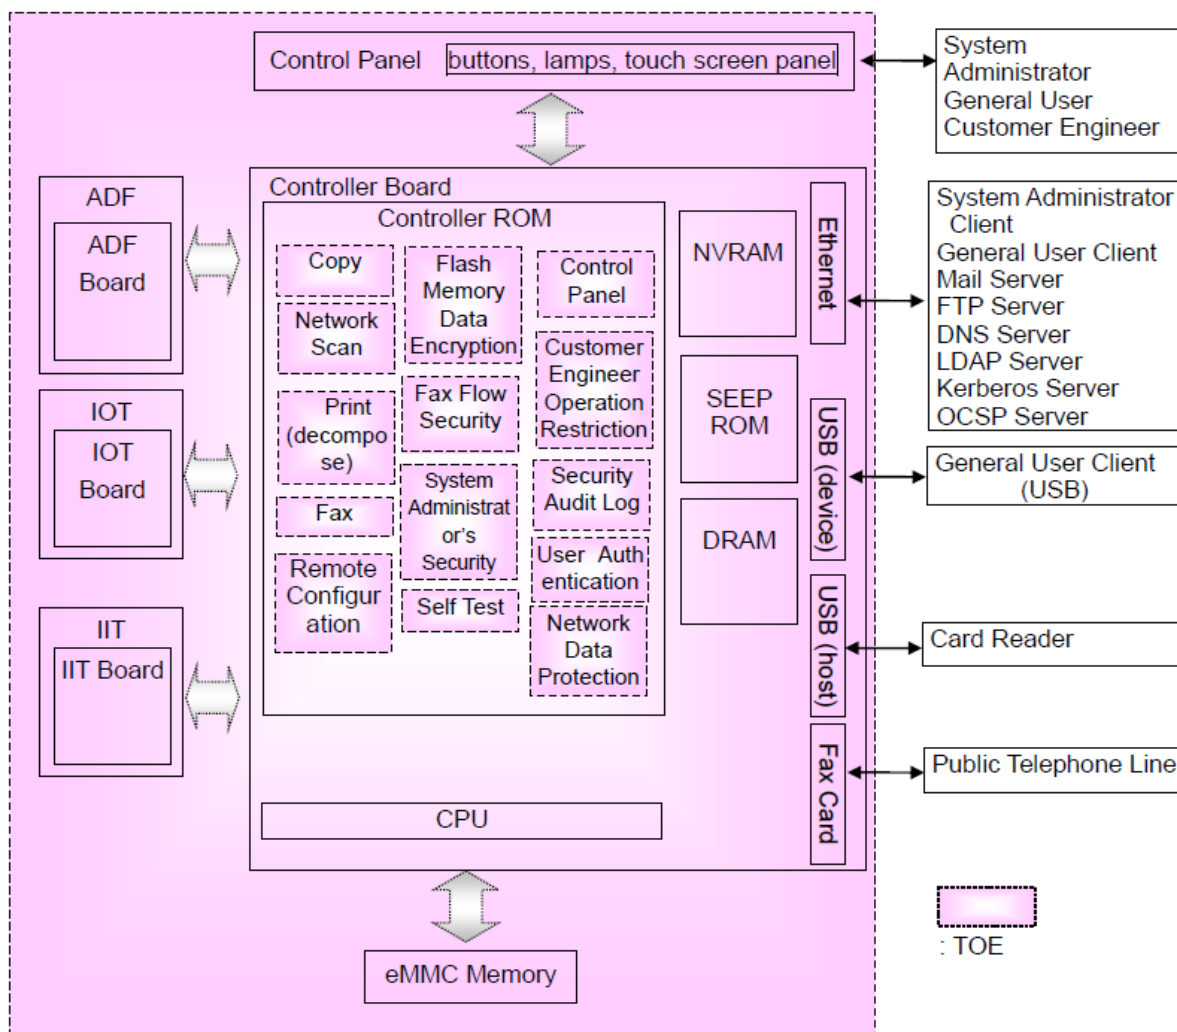 Control Panel
buttons, lamps, touch screen panel
System
Administrator
General User
Customer Engineer
ADF
ADF
Board
IOT
IOT
Board
IIT
IIT Board
Controller Board
Controller ROM
Copy
Network
Scan
Print
(decompo
se)
Fax
Remote
Configur
ation
Flash
Memory
Data
Encryption
Fax Flow
Security
System
Administrat
or's
Security
Self Test
Control
Panel
Customer
Engineer
Operation
Restriction
Security
Audit Log
User Auth
entication
Network
Data
Protection
NVRAM
SEEP
ROM
DRAM
CPU
Ethernet
USB (device)
USB (host)
Fax Card
System Administrator
Client
General User Client
Mail Server
FTP Server
DNS Server
LDAP Server
Kerberos Server
OCSP Server
General User Client
(USB)
Card Reader
Public Telephone Line
eMMC Memory
: TOE